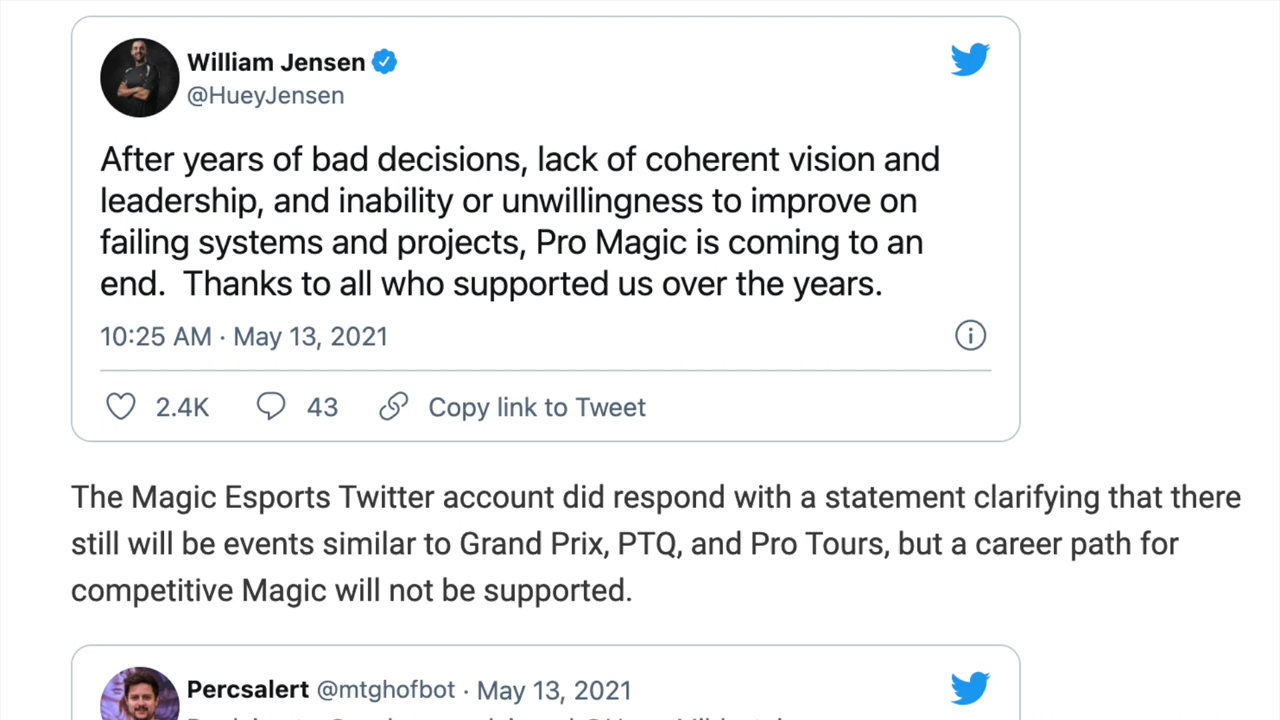 William Jensen
@HueyJensen
After years of bad decisions, lack of coherent vision and
leadership, and inability or unwillingness to improve on
failing systems and projects, Pro Magic is coming to an
end.  Thanks to all who supported us over the years.
10:25 AM · May 13, 2021
2.4K 43 Copy link to Tweet
The Magic Esports Twitter account did respond with a statement clarifying that there
still will be events similar to Grand Prix, PTQ, and Pro Tours, but a career path for
competitive Magic will not be supported.
Percsalert @mtghofbot · May 13, 2021